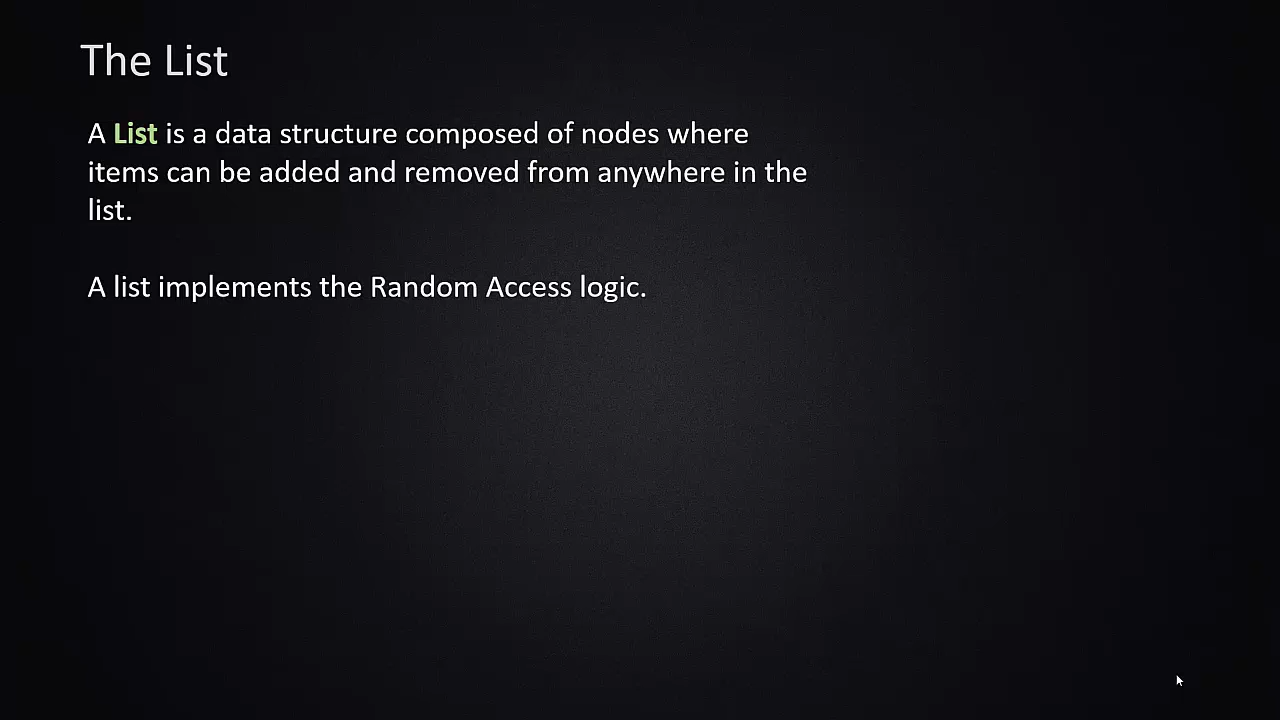 The List
A List is a data structure composed of nodes where
items can be added and removed from anywhere in the
list.
A list implements the Random Access logic.